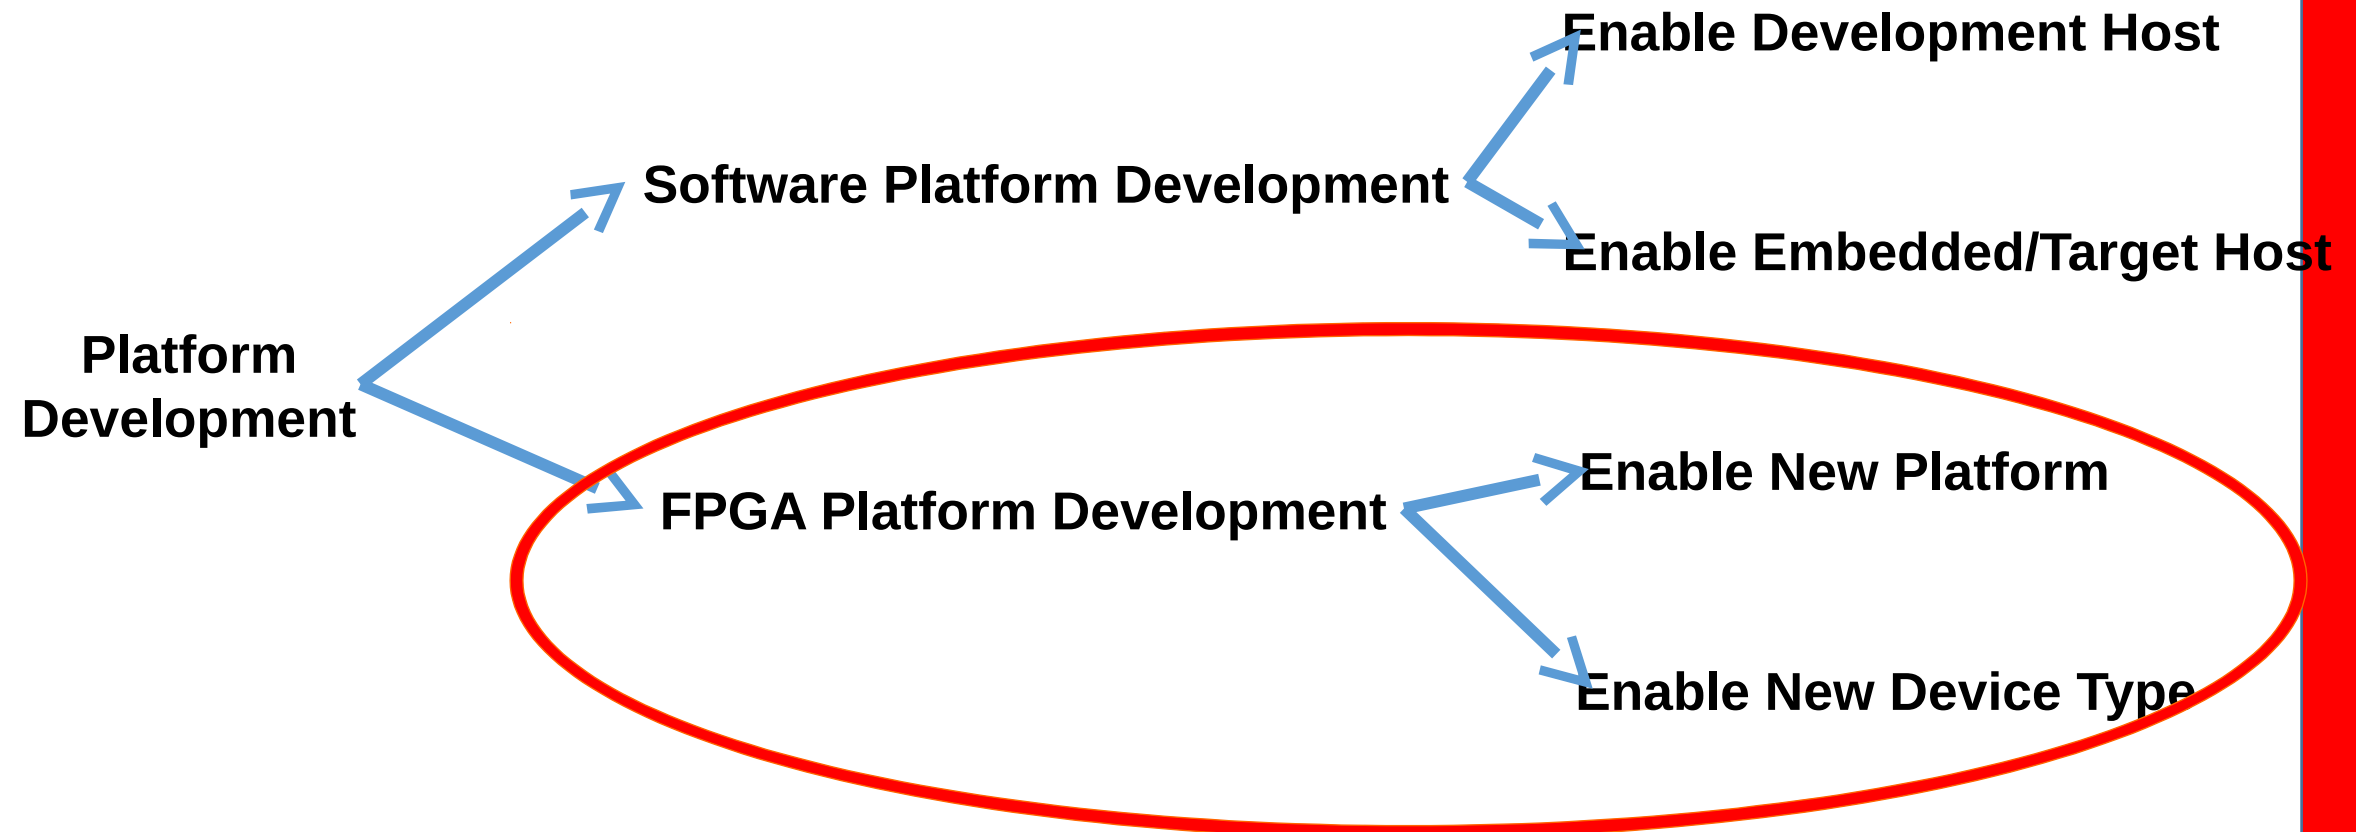 Enable Development Host
Software Platform Development
Enable Embedded/Target Host
Platform
Development
Enable New Platform
FPGA Platform Development
Enable New Device Type